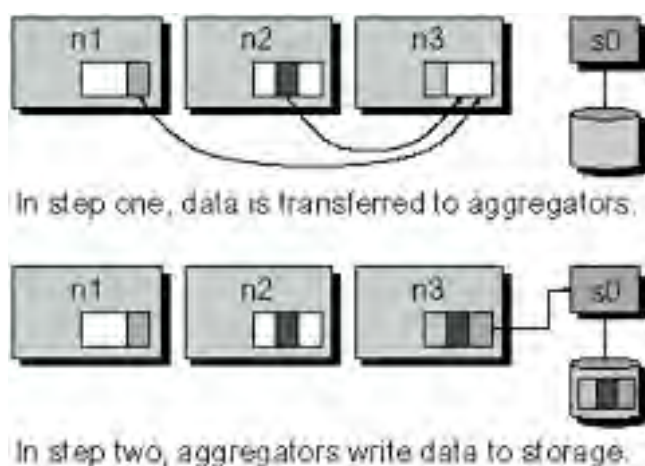 n1 n2 n3 s0
In step one, data is transferred to aggregators.
n1 n2 n3 s0
In step two, aggregators write data to storage.